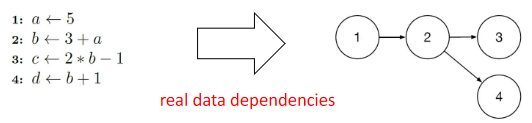 1: a ← 5
2: b ← 3 + a
3: c ← 2 * b − 1
4: d ← b + 1
real data dependencies
1
2
3
4